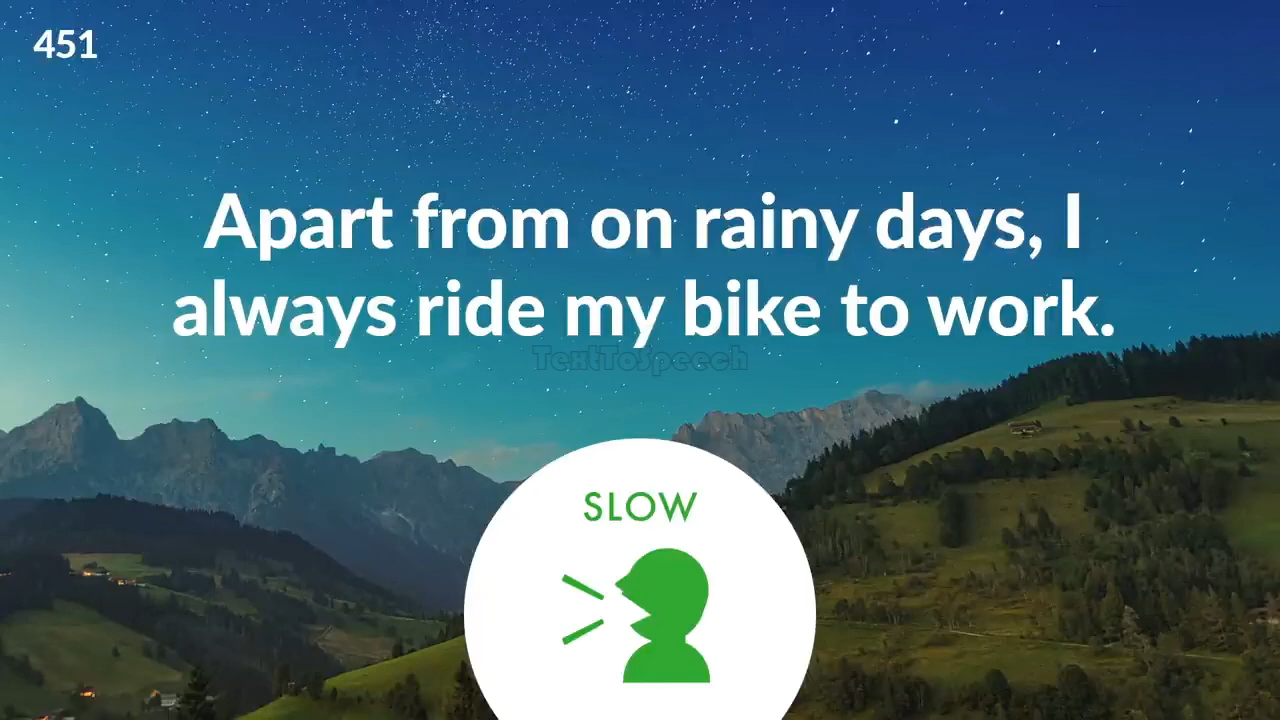 451
Apart from on rainy days, I
always ride my bike to work.
TextToSpeech
SLOW